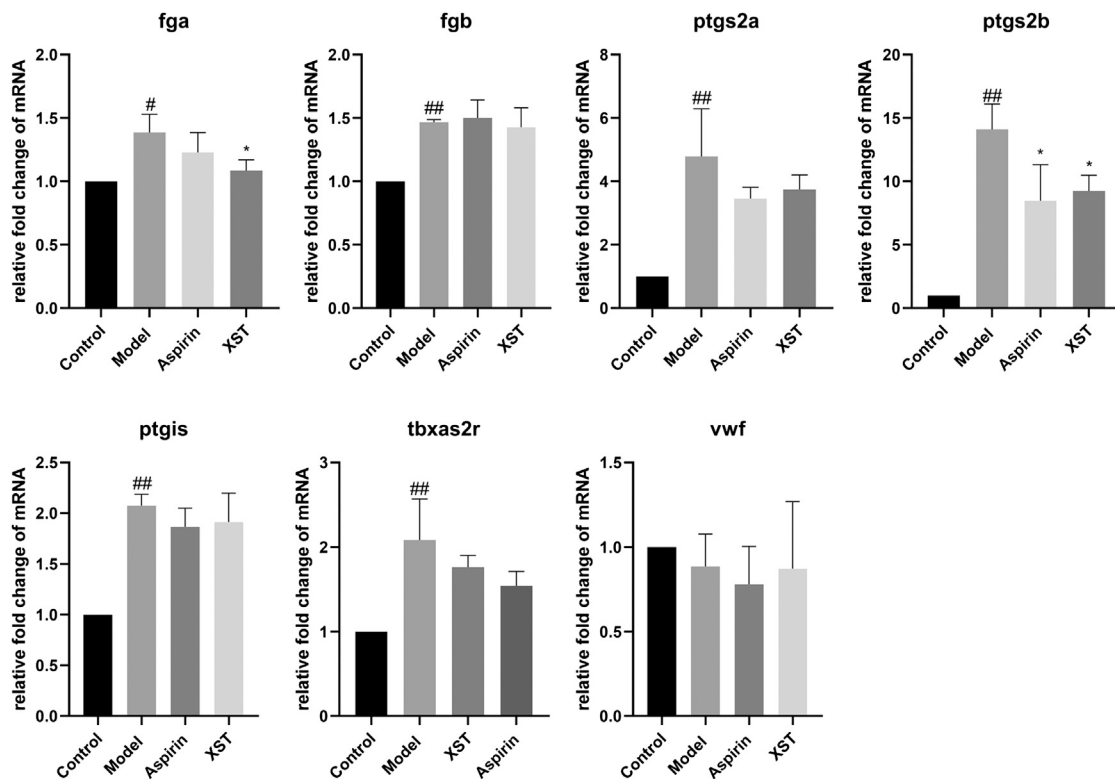 fga
relative fold change of mRNA
2.0
1.5
1.0
0.5
0.0
#
*
Control
Model
Aspirin
XST
fgb
relative fold change of mRNA
2.0
1.5
1.0
0.5
0.0
##
Control
Model
Aspirin
XST
ptgs2a
relative fold change of mRNA
8
6
4
2
0
##
Control
Model
Aspirin
XST
ptgs2b
relative fold change of mRNA
20
15
10
5
0
##
*
*
Control
Model
Aspirin
XST
ptgis
relative fold change of mRNA
2.5
2.0
1.5
1.0
0.5
0.0
##
Control
Model
Aspirin
XST
tbxas2r
relative fold change of mRNA
3
2
1
0
##
Control
Model
XST
Aspirin
vwf
relative fold change of mRNA
1.5
1.0
0.5
0.0
Control
Model
Aspirin
XST